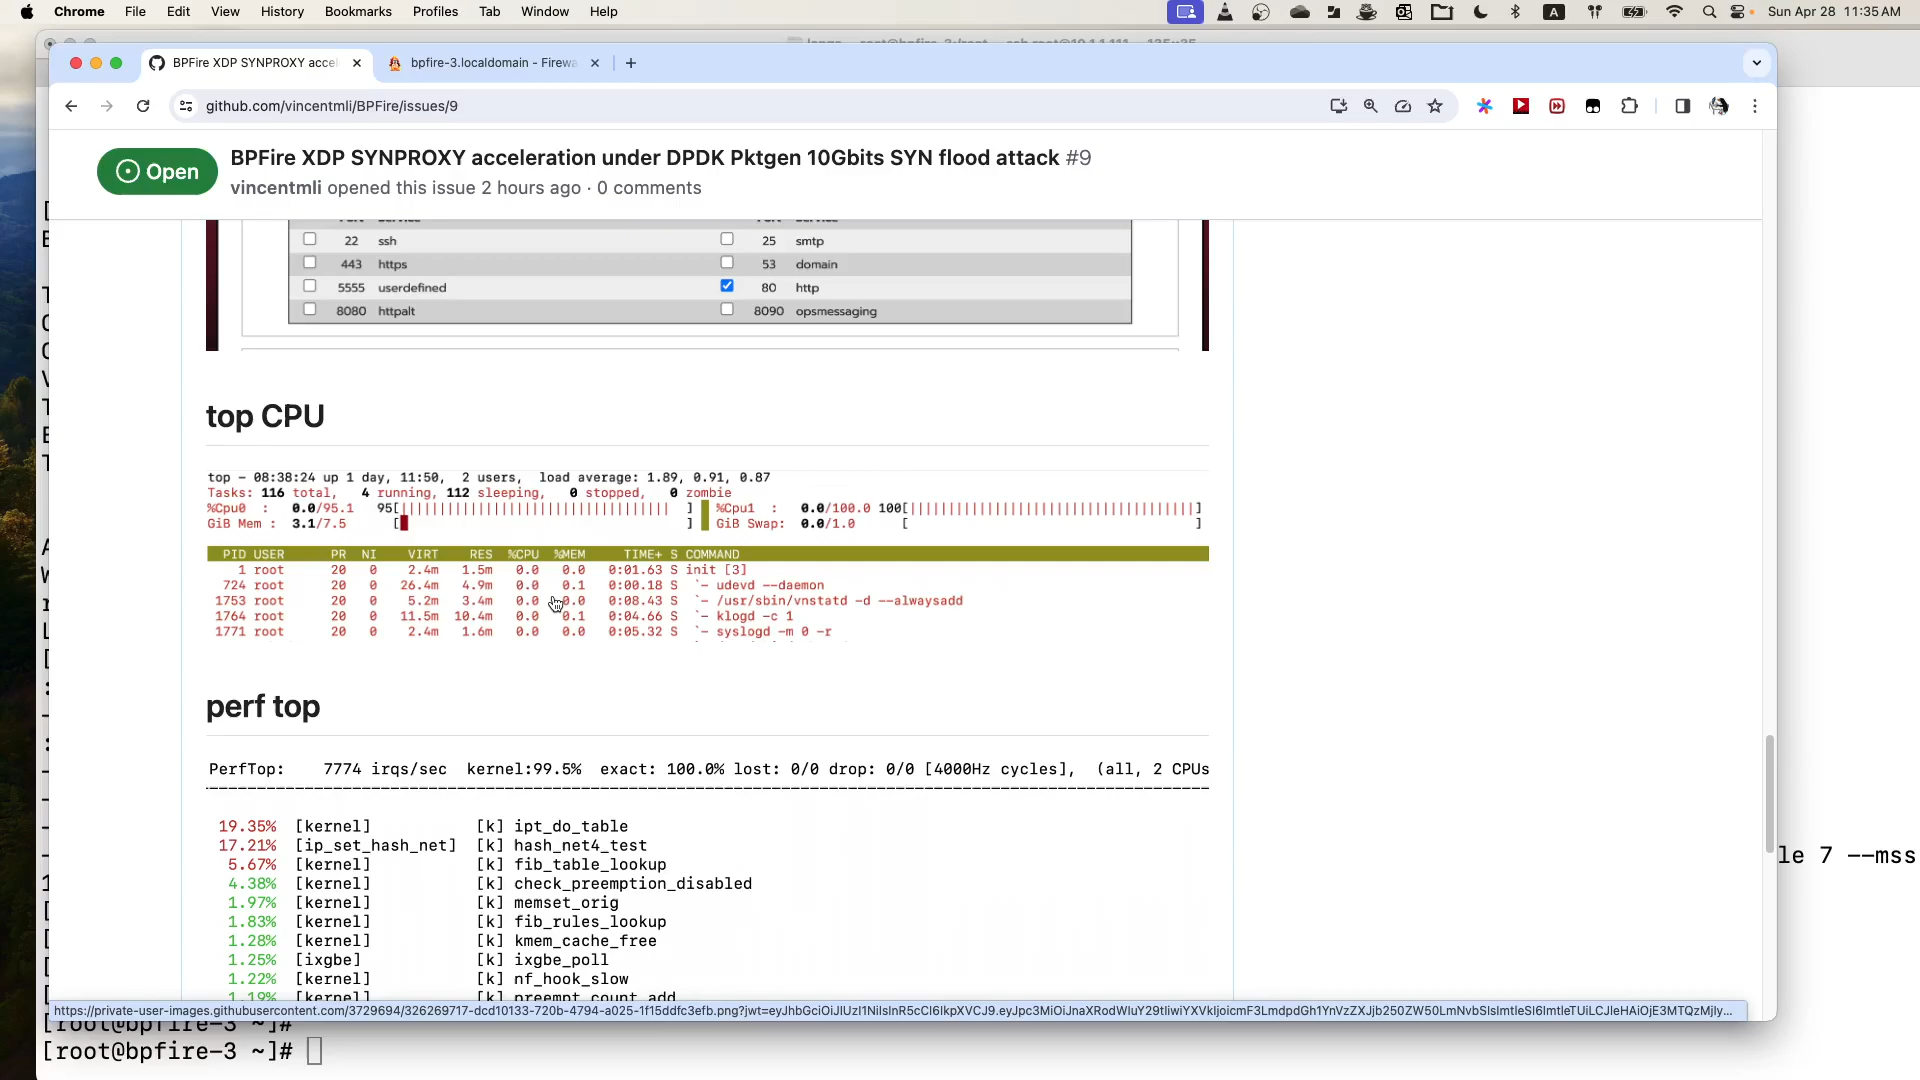 Chrome File Edit View History Bookmarks Profiles Tab Window Help Sun Apr 28 11:35 AM
BPFire XDP SYNPROXY accel bpfire-3.localdomain - Firewa
github.com/vincentmli/BPFire/issues/9
Open
BPFire XDP SYNPROXY acceleration under DPDK Pktgen 10Gbits SYN flood attack #9
vincentmli opened this issue 2 hours ago · 0 comments
22 ssh 25 smtp
443 https 53 domain
5555 userdefined 80 http
8080 httpalt 8090 opsmessaging
top CPU
top - 08:38:24 up 1 day, 11:50, 2 users, load average: 1.89, 0.91, 0.87
Tasks: 116 total, 4 running, 112 sleeping, 0 stopped, 0 zombie
%Cpu0 : 0.0/95.1 95[|||||||||||||||||||||||||||||||||| ] %Cpu1 : 0.0/100.0 100[||||||||||||||||||||||||||||||||||||]
GiB Mem : 3.1/7.5 [ ] GiB Swap: 0.0/1.0 [ ]
PID USER PR NI VIRT RES %CPU %MEM TIME+ S COMMAND
1 root 20 0 2.4m 1.5m 0.0 0.0 0:01.63 S init [3]
724 root 20 0 26.4m 4.9m 0.0 0.1 0:00.18 S `- udevd --daemon
1753 root 20 0 5.2m 3.4m 0.0 0.0 0:08.43 S `- /usr/sbin/vnstatd -d --alwaysadd
1764 root 20 0 11.5m 10.4m 0.0 0.1 0:04.66 S `- klogd -c 1
1771 root 20 0 2.4m 1.6m 0.0 0.0 0:05.32 S `- syslogd -m 0 -r
perf top
PerfTop: 7774 irqs/sec kernel:99.5% exact: 100.0% lost: 0/0 drop: 0/0 [4000Hz cycles], (all, 2 CPUs
19.35% [kernel] [k] ipt_do_table
17.21% [ip_set_hash_net] [k] hash_net4_test
5.67% [kernel] [k] fib_table_lookup
4.38% [kernel] [k] check_preemption_disabled
1.97% [kernel] [k] memset_orig
1.83% [kernel] [k] fib_rules_lookup
1.28% [kernel] [k] kmem_cache_free
1.25% [ixgbe] [k] ixgbe_poll
1.22% [kernel] [k] nf_hook_slow
1.19% [kernel] [k] preempt_count_add
le 7 --mss
[root@bpfire-3 ~]#
[root@bpfire-3 ~]#